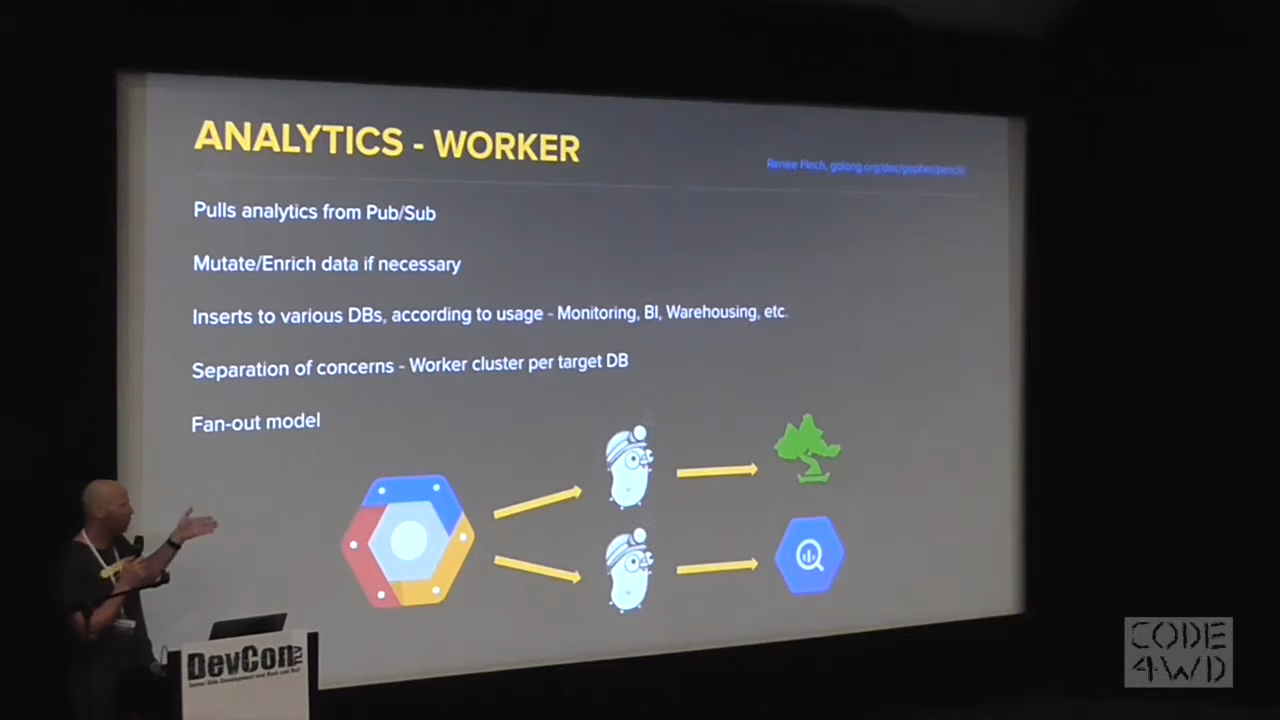 ANALYTICS - WORKER
Renee Finch, golang.org/doc/gopher/pencil/
Pulls analytics from Pub/Sub
Mutate/Enrich data if necessary
Inserts to various DBs, according to usage - Monitoring, BI, Warehousing, etc.
Separation of concerns - Worker cluster per target DB
Fan-out model
DevCon TLV
CODE
4WD